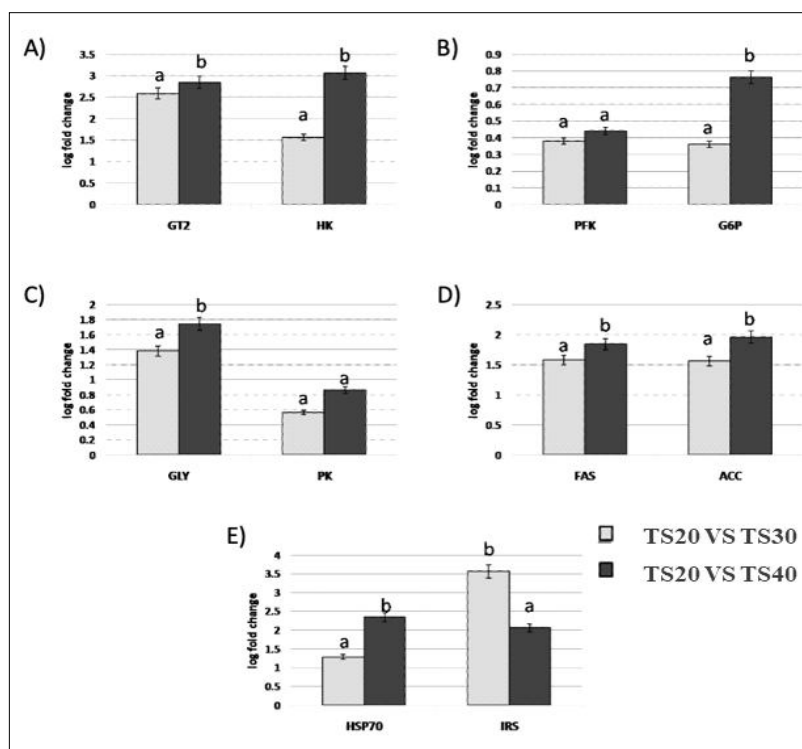 A)
log fold change
3.5
3
2.5
2
1.5
1
0.5
0
a
b
a
b
GT2
HK
B)
log fold change
0.9
0.8
0.7
0.6
0.5
0.4
0.3
0.2
0.1
0
a
a
a
b
PFK
G6P
C)
log fold change
2
1.8
1.6
1.4
1.2
1
0.8
0.6
0.4
0.2
0
a
b
a
a
GLY
PK
D)
log fold change
2.5
2
1.5
1
0.5
0
a
b
a
b
FAS
ACC
E)
log fold change
4
3.5
3
2.5
2
1.5
1
0.5
0
a
b
b
a
HSP70
IRS
TS20 VS TS30
TS20 VS TS40